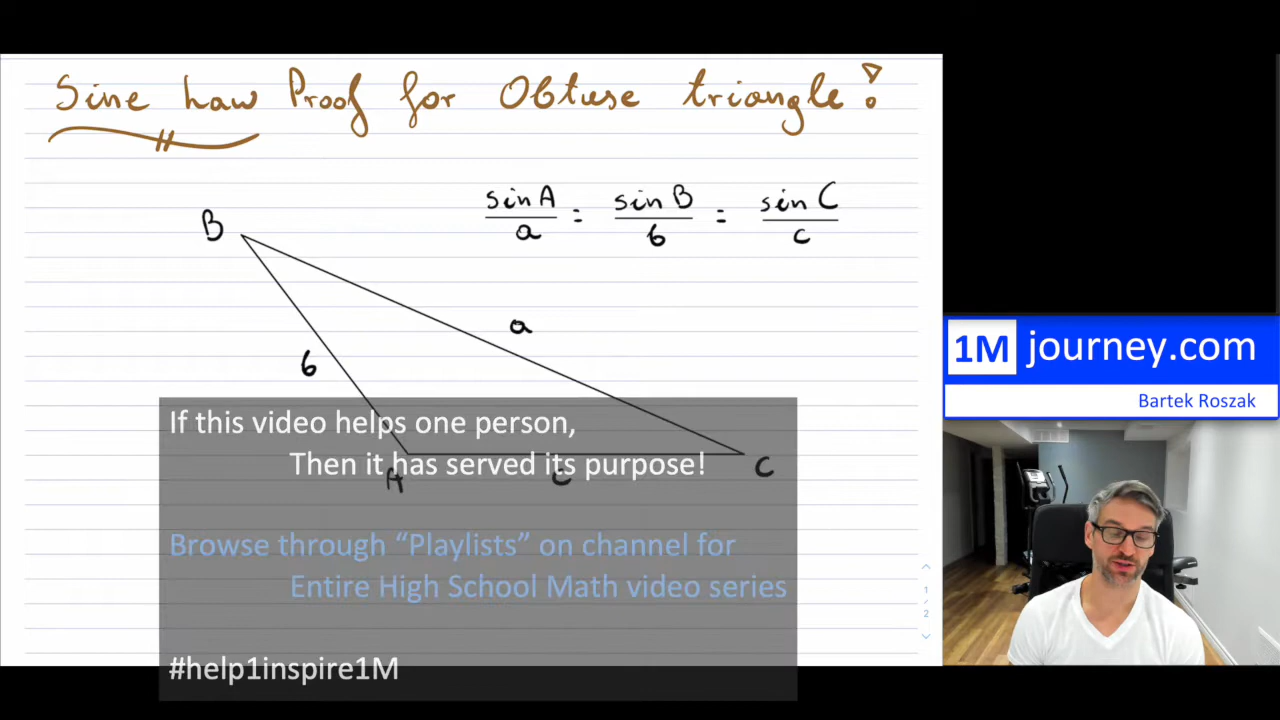 Sine Law Proof for Obtuse triangle!
sin A / a = sin B / b = sin C / c
B
a
b
A
c
C
If this video helps one person,
Then it has served its purpose!
Browse through “Playlists” on channel for
Entire High School Math video series
#help1inspire1M
1M journey.com
Bartek Roszak
1
/
2